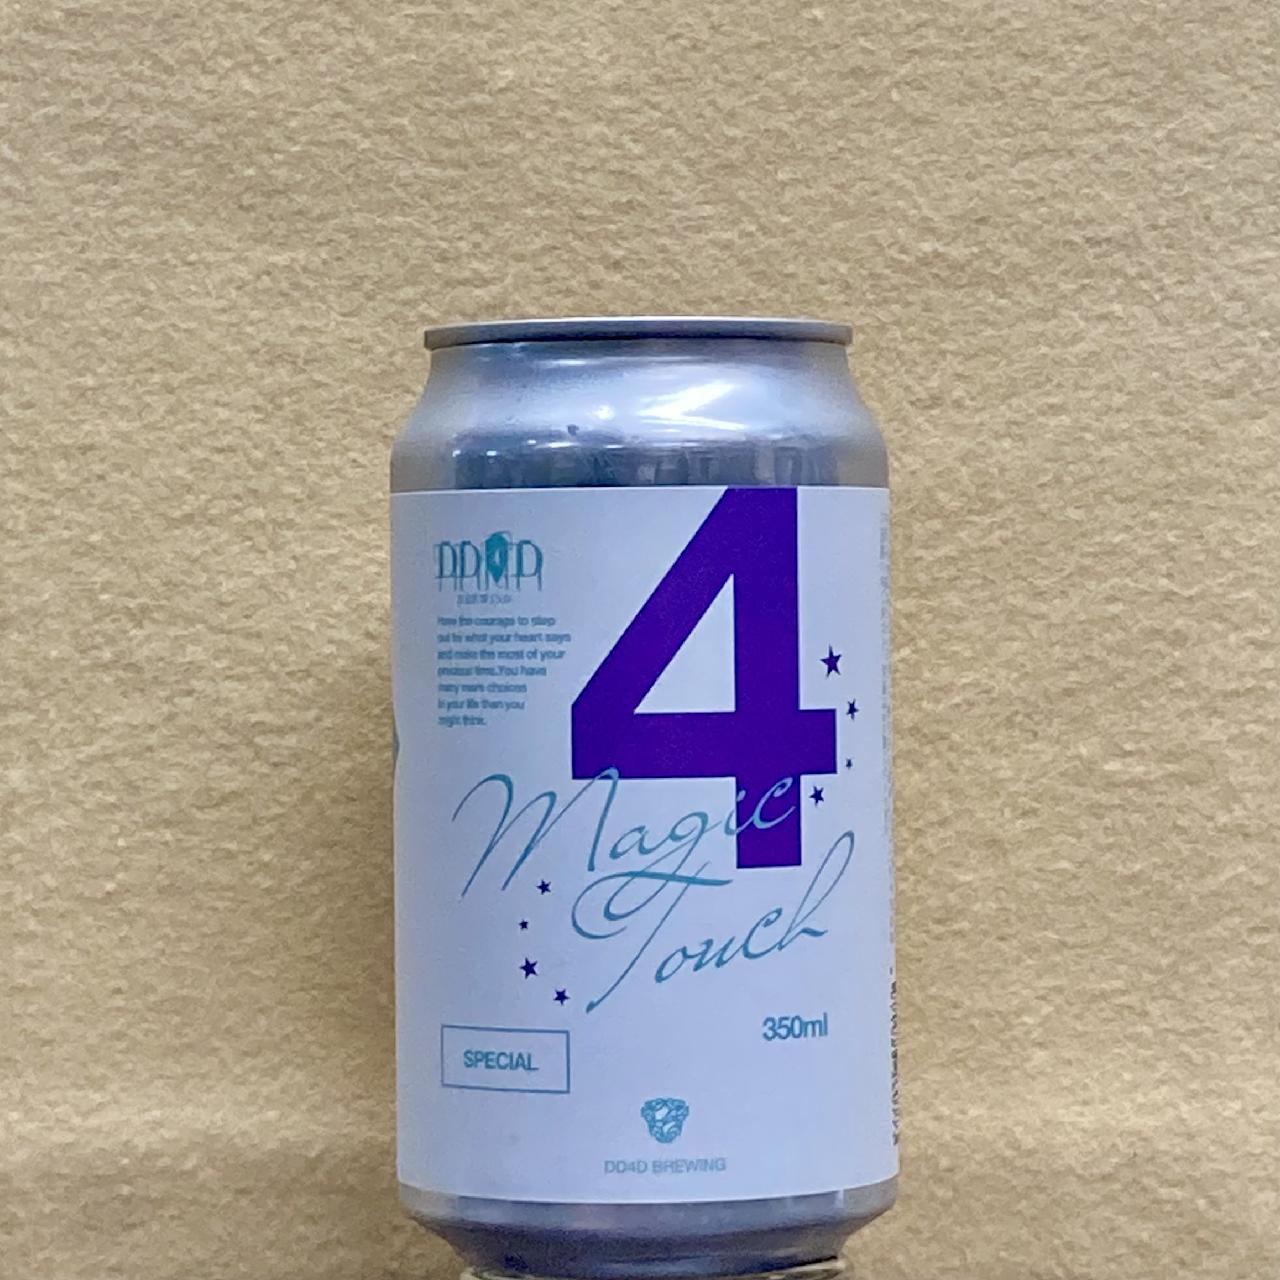 4
DD4D
BREWING
Have the courage to step
out to what your heart says
and make the most of your
precious time. You have
many more choices
in your life than you
might think.
Magic
Touch
350ml
SPECIAL
DD4D BREWING